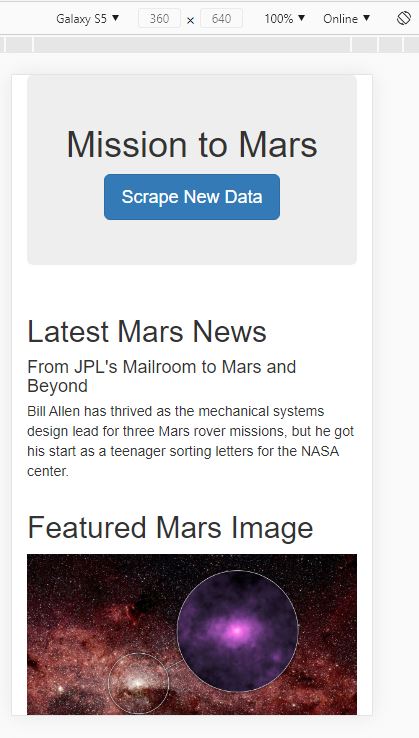 Galaxy S5 ▼ 360 x 640 100% ▼ Online ▼
Mission to Mars
Scrape New Data
Latest Mars News
From JPL's Mailroom to Mars and
Beyond
Bill Allen has thrived as the mechanical systems
design lead for three Mars rover missions, but he got
his start as a teenager sorting letters for the NASA
center.
Featured Mars Image